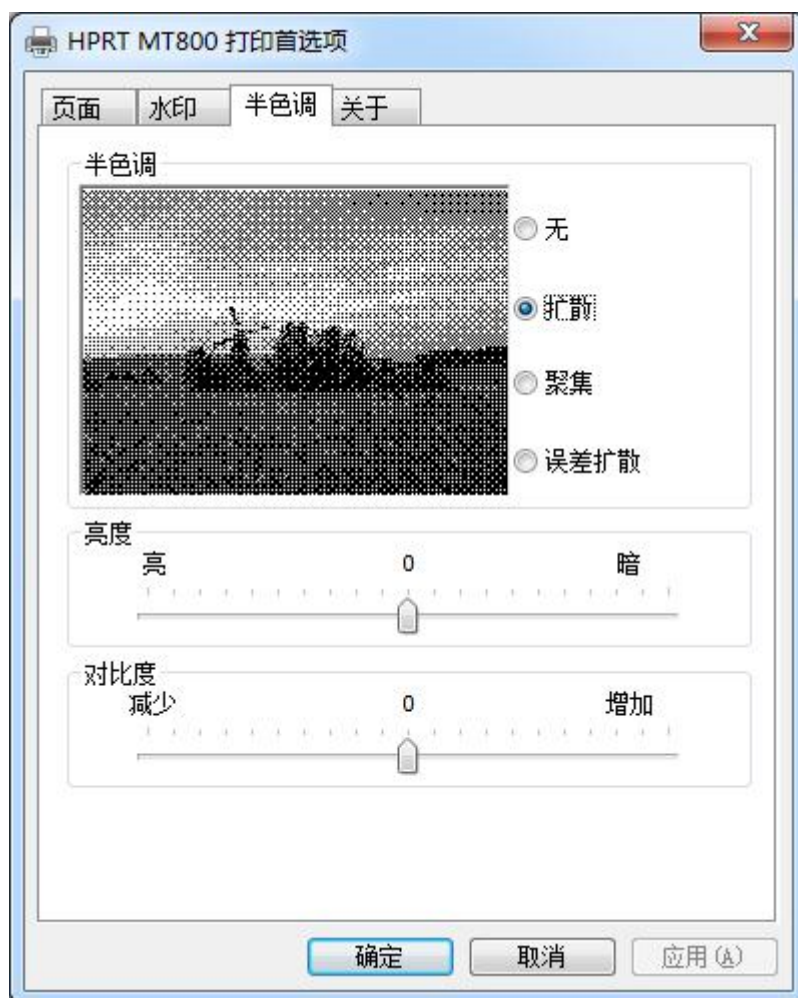 HPRT MT800 打印首选项
页面 水印 半色调 关于
半色调
无
扩散
聚集
误差扩散
亮度
亮 0 暗
对比度
减少 0 增加
确定 取消 应用(A)